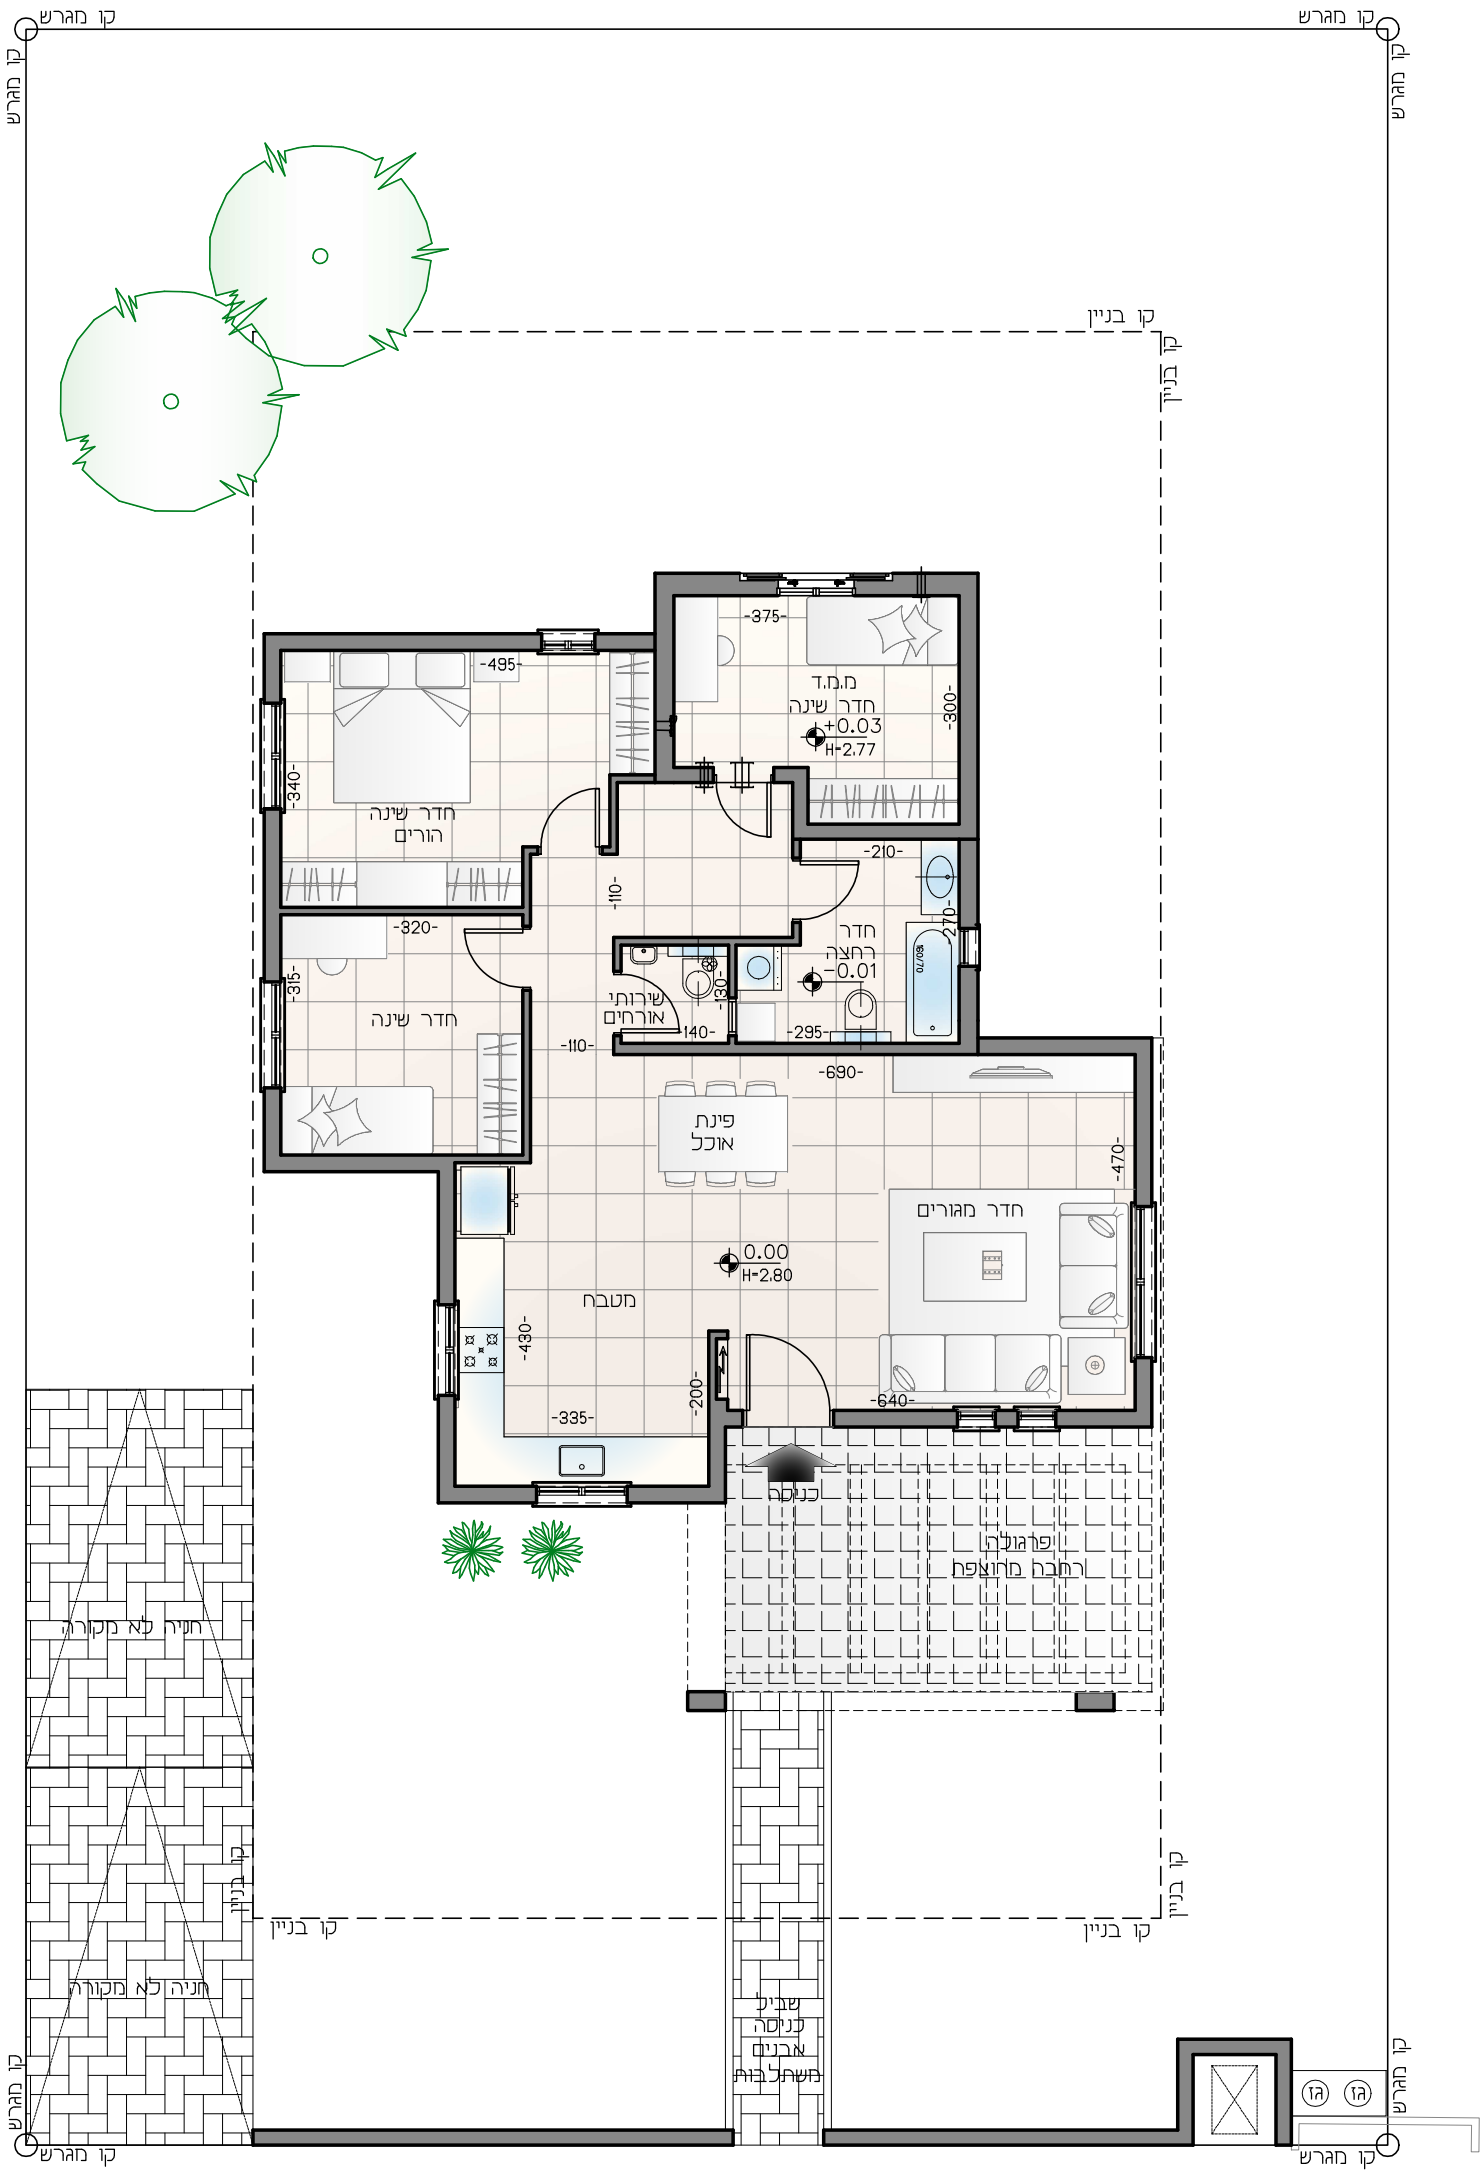 קו מגרש
קו מגרש
קו מגרש
קו מגרש
קו בניין
קו בניין
-375-
מ.מ.ד
חדר שינה
+0.03
H=2.77
-300-
-495-
-340-
חדר שינה
הורים
-210-
-110-
-270-
חדר
רחצה
-0.01
160/70
-295-
-320-
-315-
חדר שינה
-130-
שירותי
אורחים
-140-
-110-
-690-
פינת
אוכל
-470-
חדר מגורים
0.00
H=2.80
מטבח
-430-
-200-
-335-
-640-
כניסה
פרגולה
רחבה מרוצפת
חניה לא מקורה
קו בניין
קו בניין
קו בניין
קו בניין
חניה לא מקורה
שביל
כניסה
אבנים
משתלבות
קו מגרש
קו מגרש
גז
גז
קו מגרש
קו מגרש